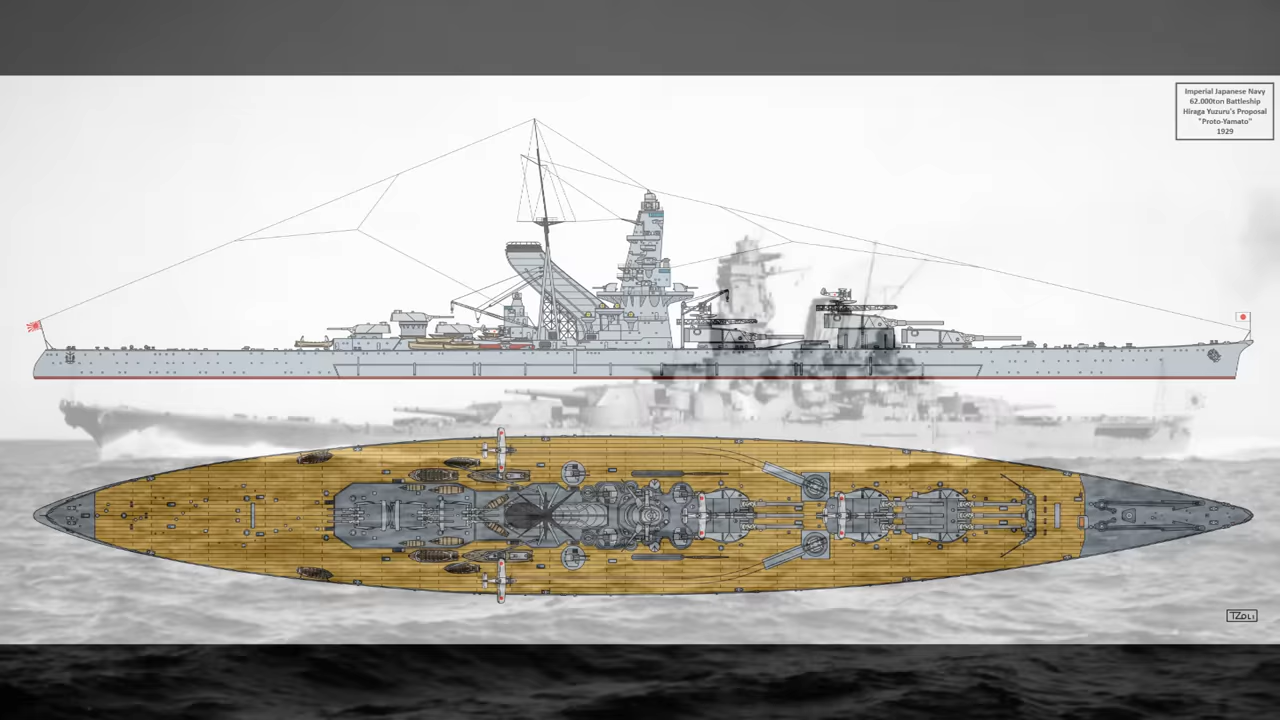 Imperial Japanese Navy
62.000ton Battleship
Hiraga Yuzuru's Proposal
"Proto-Yamato"
1929
TZoli